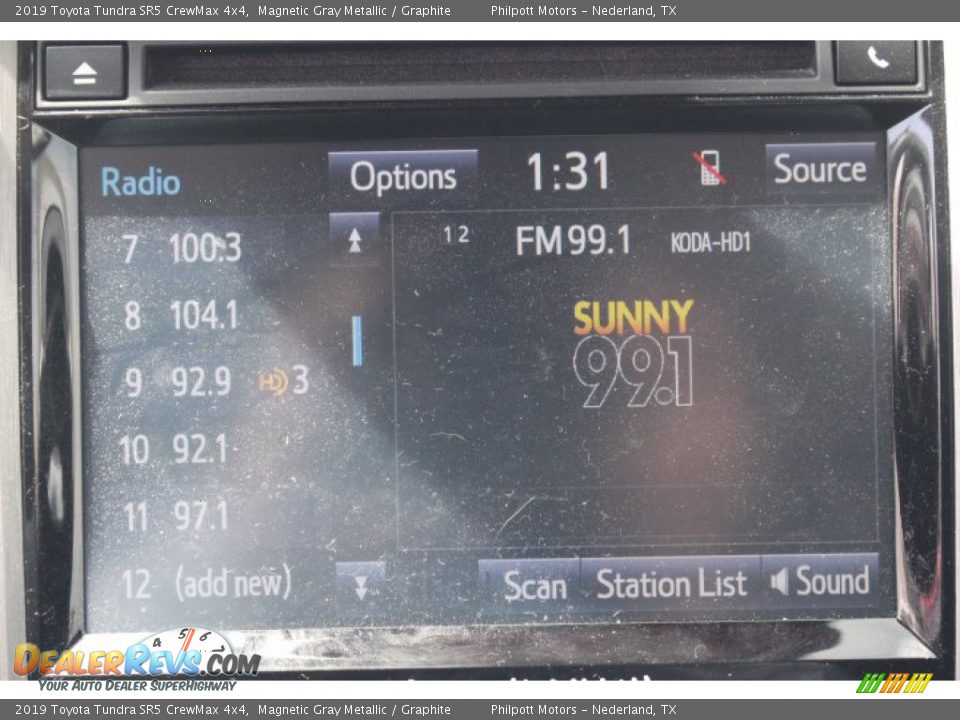 2019 Toyota Tundra SR5 CrewMax 4x4, Magnetic Gray Metallic / Graphite Philpott Motors – Nederland, TX
Radio Options 1:31 Source
7 100.3
8 104.1
9 92.9 HD 3
10 92.1
11 97.1
12 (add new)
12 FM99.1 KODA-HD1
SUNNY
99.1
Scan Station List Sound
4 5 6
DEALERREVS.COM
YOUR AUTO DEALER SUPERHIGHWAY
2019 Toyota Tundra SR5 CrewMax 4x4, Magnetic Gray Metallic / Graphite Philpott Motors – Nederland, TX